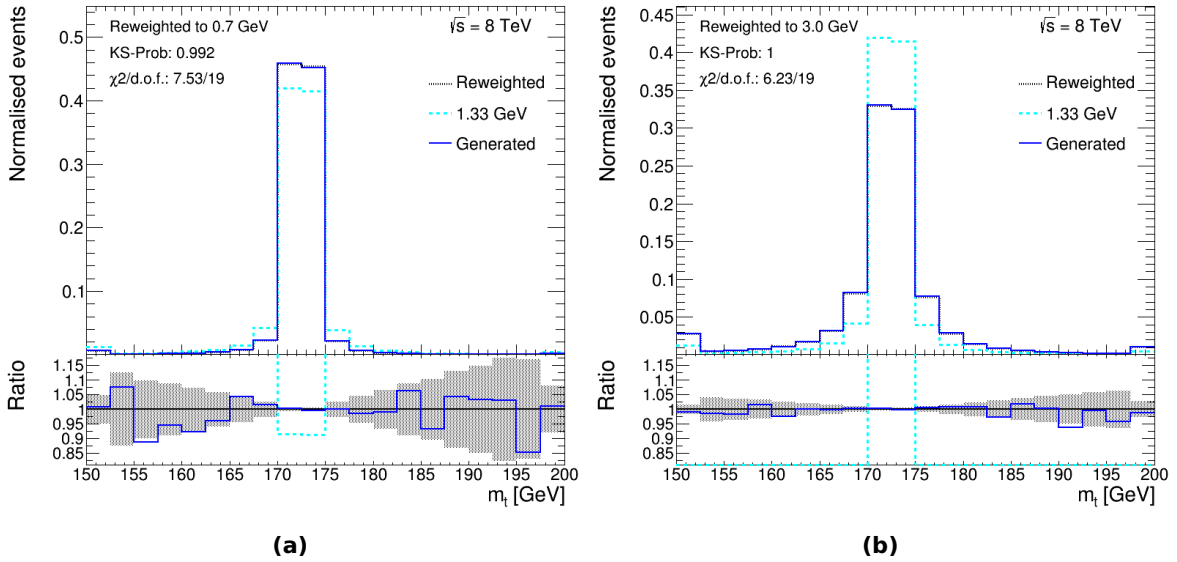 Normalised events
0.5
0.4
0.3
0.2
0.1
Reweighted to 0.7 GeV
KS-Prob: 0.992
χ2/d.o.f.: 7.53/19
√s = 8 TeV
Reweighted
1.33 GeV
Generated
Ratio
1.15
1.1
1.05
1
0.95
0.9
0.85
150 155 160 165 170 175 180 185 190 195 200
m_t [GeV]
(a)
Normalised events
0.45
0.4
0.35
0.3
0.25
0.2
0.15
0.1
0.05
Reweighted to 3.0 GeV
KS-Prob: 1
χ2/d.o.f.: 6.23/19
√s = 8 TeV
Reweighted
1.33 GeV
Generated
Ratio
1.15
1.1
1.05
1
0.95
0.9
0.85
150 155 160 165 170 175 180 185 190 195 200
m_t [GeV]
(b)